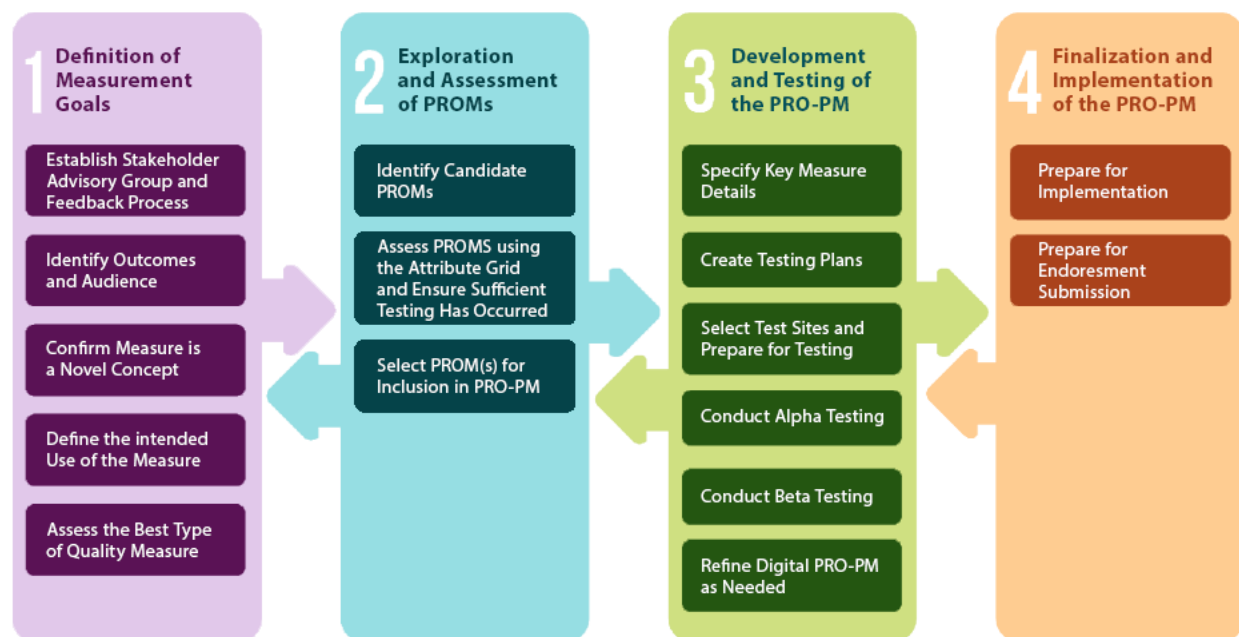 1 Definition of
Measurement
Goals
Establish Stakeholder
Advisory Group and
Feedback Process
Identify Outcomes
and Audience
Confirm Measure is
a Novel Concept
Define the intended
Use of the Measure
Assess the Best Type
of Quality Measure
2 Exploration
and Assessment
of PROMs
Identify Candidate
PROMs
Assess PROMS using
the Attribute Grid
and Ensure Sufficient
Testing Has Occurred
Select PROM(s) for
Inclusion in PRO-PM
3 Development
and Testing of
the PRO-PM
Specify Key Measure
Details
Create Testing Plans
Select Test Sites and
Prepare for Testing
Conduct Alpha Testing
Conduct Beta Testing
Refine Digital PRO-PM
as Needed
4 Finalization and
Implementation
of the PRO-PM
Prepare for
Implementation
Prepare for
Endoresment
Submission